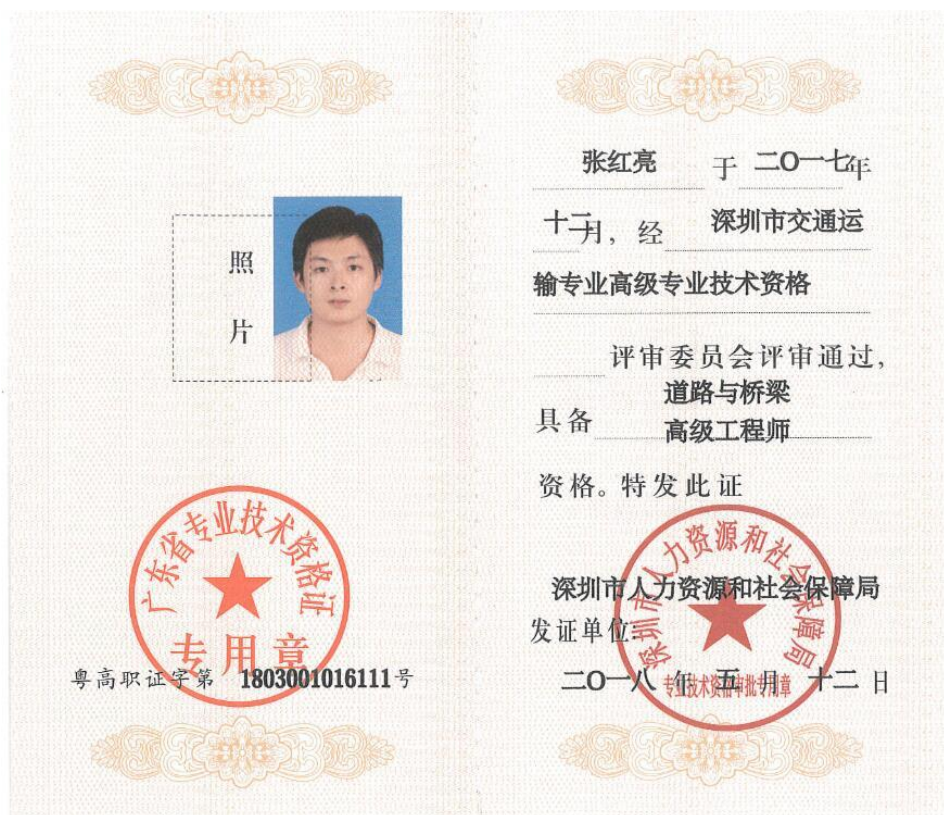 照
片
广东省专业技术资格证
专用章
粤高职证字第 1803001016111号
张红亮 于 二O一七年
十二月，经 深圳市交通运
输专业高级专业技术资格
评审委员会评审通过，
道路与桥梁
具备 高级工程师
资格。特发此证
深圳市人力资源和社会保障局
深圳市人力资源和社会保障局
发证单位：
专业技术资格审批专用章
二O一八 年 五 月 十二 日